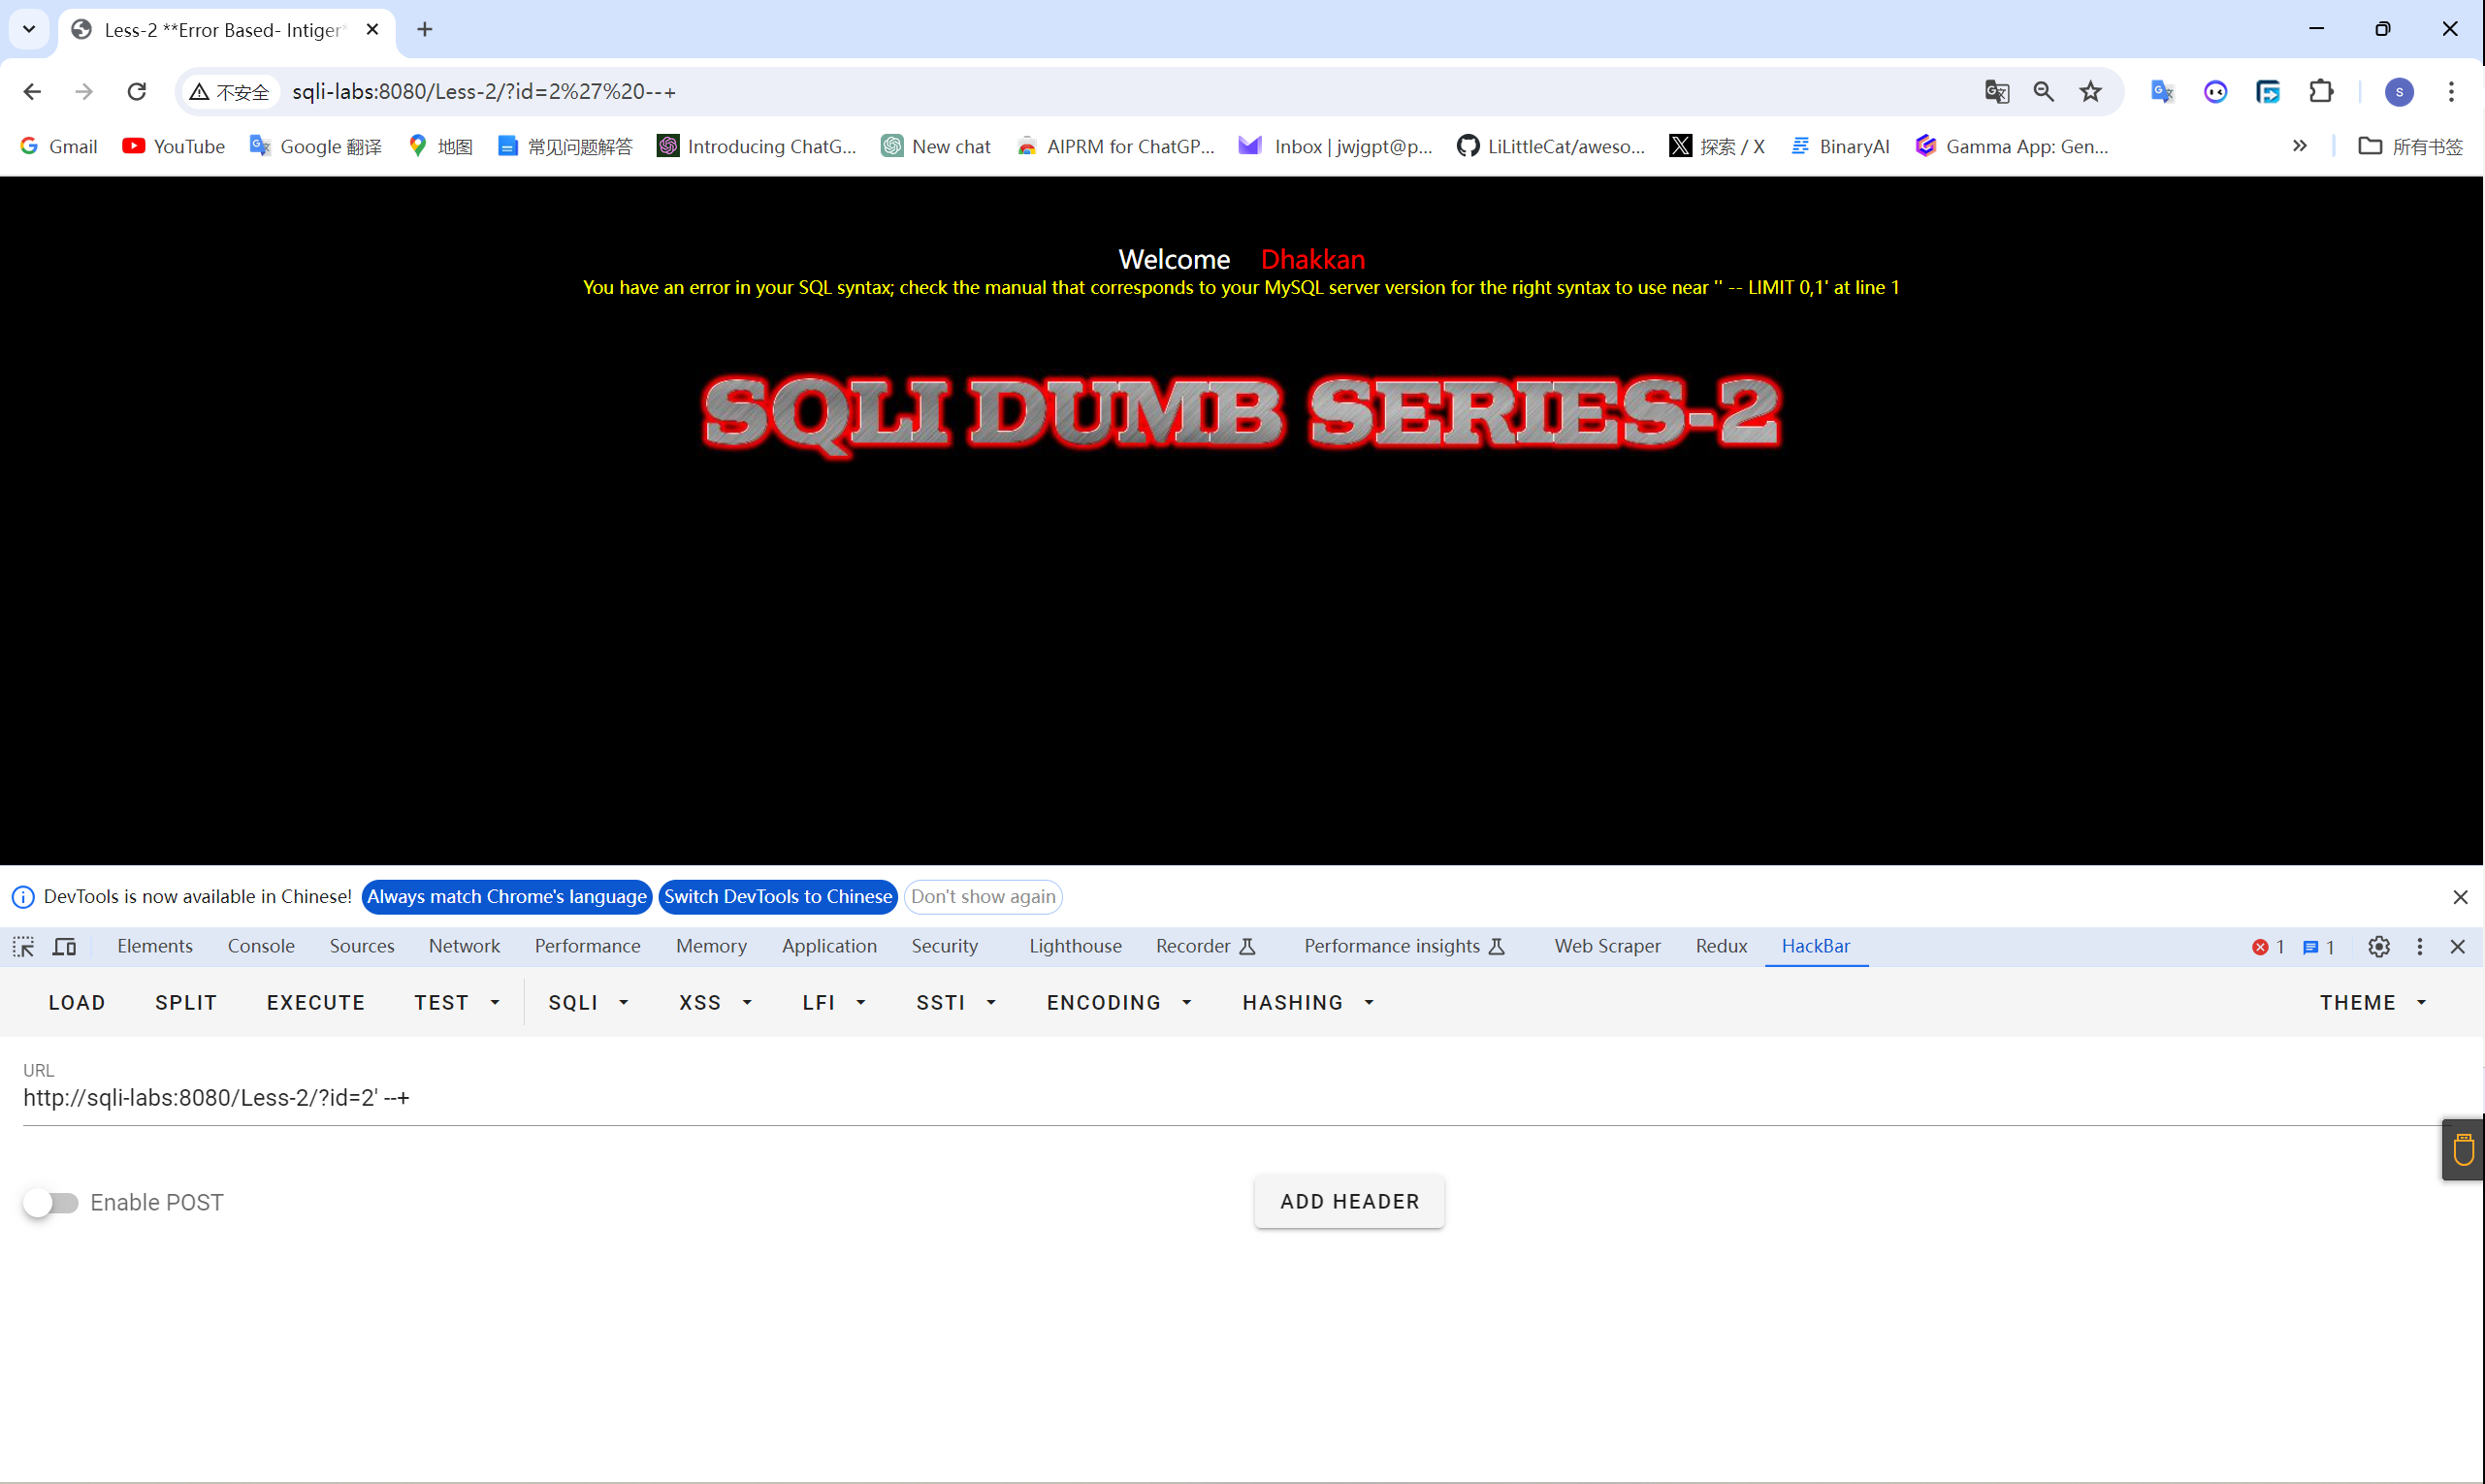 Less-2 **Error Based- Intiger
不安全 sqli-labs:8080/Less-2/?id=2%27%20--+
S
Gmail YouTube Google 翻译 地图 常见问题解答 Introducing ChatG... New chat AIPRM for ChatGP... Inbox | jwjgpt@p... LiLittleCat/aweso... 探索 / X BinaryAI Gamma App: Gen... » 所有书签
Welcome Dhakkan
You have an error in your SQL syntax; check the manual that corresponds to your MySQL server version for the right syntax to use near '' -- LIMIT 0,1' at line 1
SQLI DUMB SERIES-2
DevTools is now available in Chinese! Always match Chrome's language Switch DevTools to Chinese Don't show again
Elements Console Sources Network Performance Memory Application Security Lighthouse Recorder Performance insights Web Scraper Redux HackBar 1 1
LOAD SPLIT EXECUTE TEST SQLI XSS LFI SSTI ENCODING HASHING THEME
URL
http://sqli-labs:8080/Less-2/?id=2' --+
Enable POST ADD HEADER